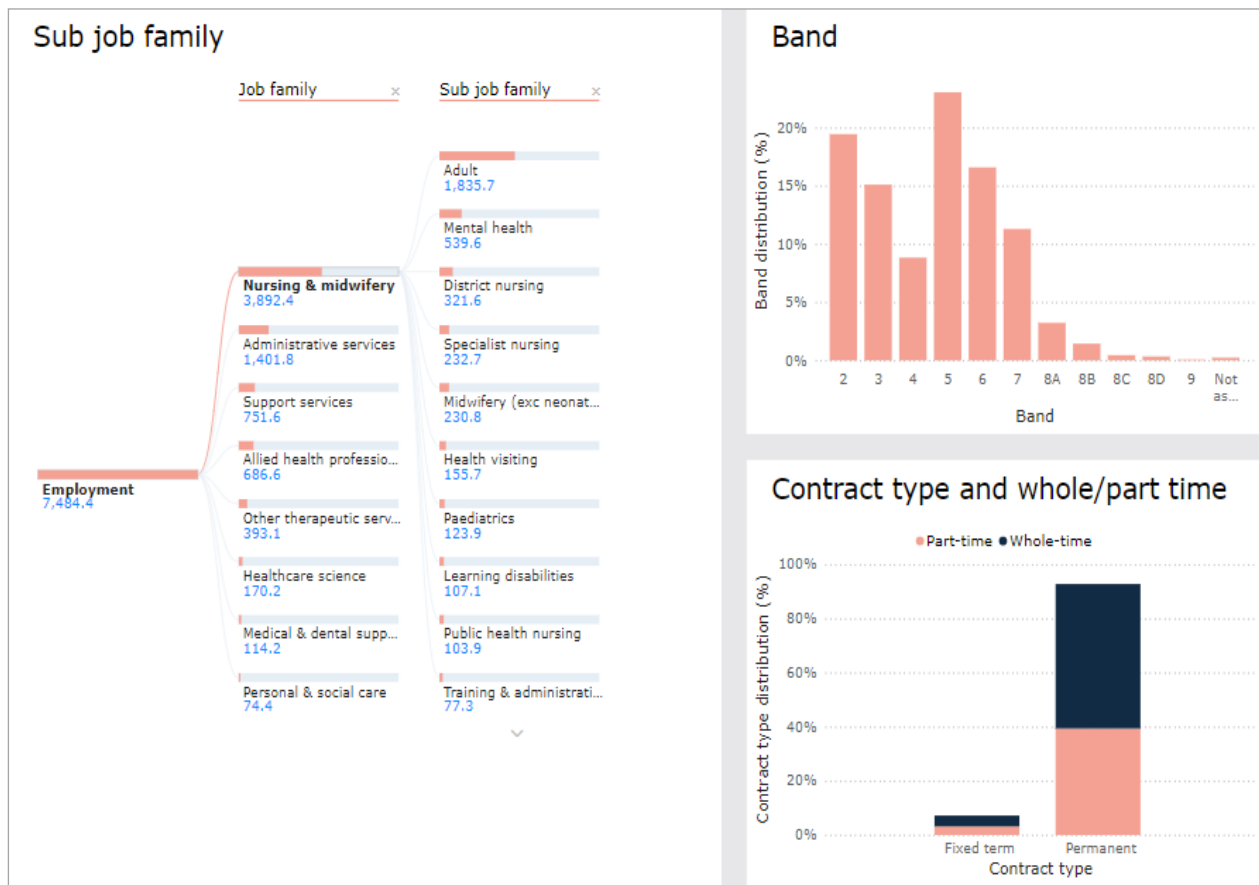 Sub job family
Job family
Sub job family
Employment
7,484.4
Nursing & midwifery
3,892.4
Administrative services
1,401.8
Support services
751.6
Allied health professio...
686.6
Other therapeutic serv...
393.1
Healthcare science
170.2
Medical & dental supp...
114.2
Personal & social care
74.4
Adult
1,835.7
Mental health
539.6
District nursing
321.6
Specialist nursing
232.7
Midwifery (exc neonat...
230.8
Health visiting
155.7
Paediatrics
123.9
Learning disabilities
107.1
Public health nursing
103.9
Training & administrati...
77.3
Band
Band distribution (%)
20%
15%
10%
5%
0%
2 3 4 5 6 7 8A 8B 8C 8D 9 Not
as...
Band
Contract type and whole/part time
Part-time Whole-time
Contract type distribution (%)
100%
80%
60%
40%
20%
0%
Fixed term Permanent
Contract type